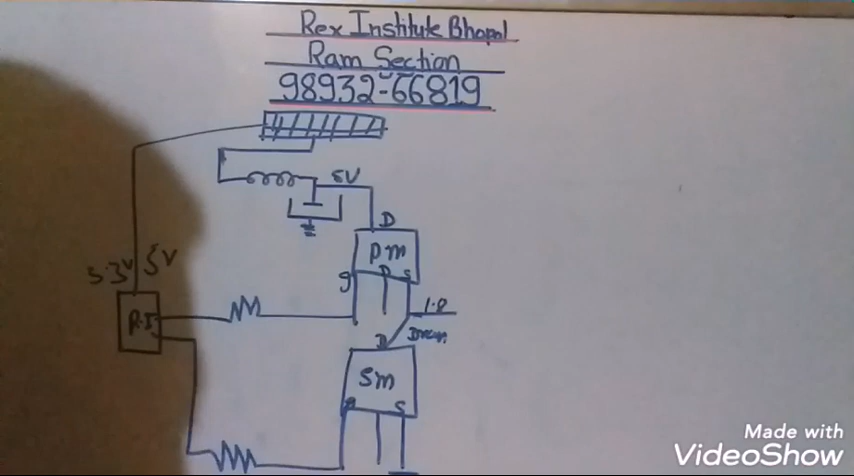 Rex Institute Bhopal
Ram Section
98932-66819
5V
D
3.3V 5V
PM
g D S
R.I
1.8
D
SM
S
Made with
VideoShow